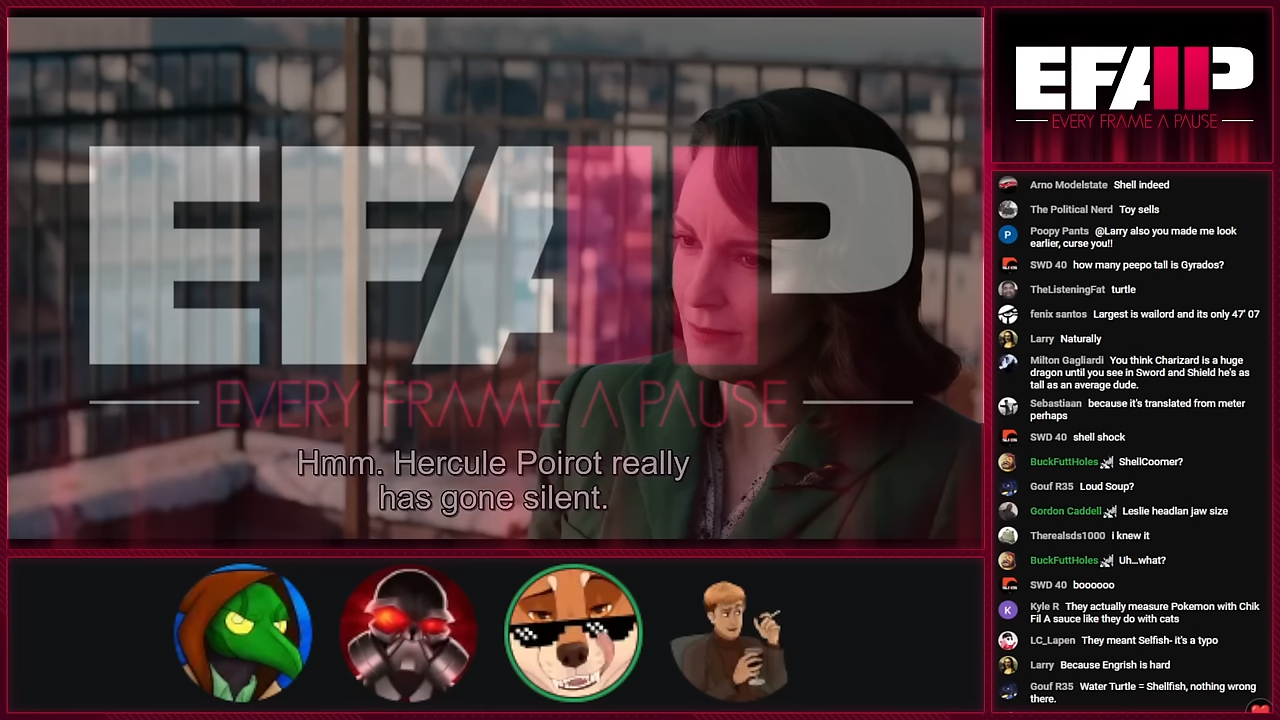 EFAP
EVERY FRAME A PAUSE
Hmm. Hercule Poirot really
has gone silent.
EFAP
EVERY FRAME A PAUSE
Arno Modelstate Shell indeed
The Political Nerd Toy sells
P
Poopy Pants @Larry also you made me look
earlier, curse you!!
SWD 40 how many peepo tall is Gyrados?
TheListeningFat turtle
fenix santos Largest is wailord and its only 47' 07
Larry Naturally
Milton Gagliardi You think Charizard is a huge
dragon until you see in Sword and Shield he's as
tall as an average dude.
Sebastiaan because it's translated from meter
perhaps
SWD 40 shell shock
BuckFuttHoles ShellCoomer?
Gouf R35 Loud Soup?
Gordon Caddell Leslie headlan jaw size
Therealsds1000 i knew it
BuckFuttHoles Uh...what?
SWD 40 boooooo
K
Kyle R They actually measure Pokemon with Chik
Fil A sauce like they do with cats
LC_Lapen They meant Selfish- it's a typo
Larry Because Engrish is hard
Gouf R35 Water Turtle = Shellfish, nothing wrong
there.